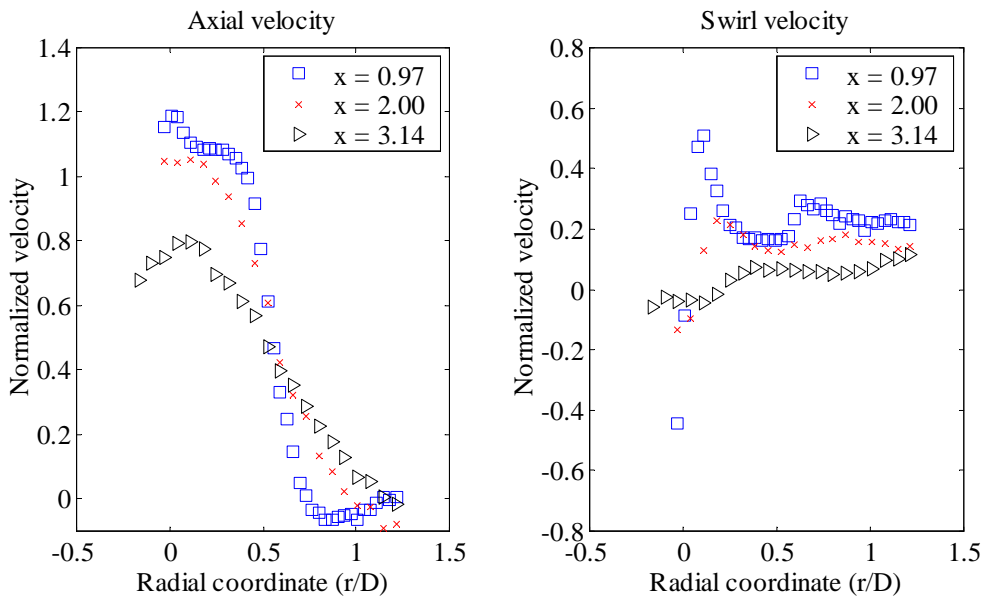 Axial velocity
1.4
1.2
1
0.8
0.6
0.4
0.2
0
-0.5
0
0.5
1
1.5
Normalized velocity
Radial coordinate (r/D)
x = 0.97
x = 2.00
x = 3.14
Swirl velocity
0.8
0.6
0.4
0.2
0
-0.2
-0.4
-0.6
-0.8
-0.5
0
0.5
1
1.5
Normalized velocity
Radial coordinate (r/D)
x = 0.97
x = 2.00
x = 3.14